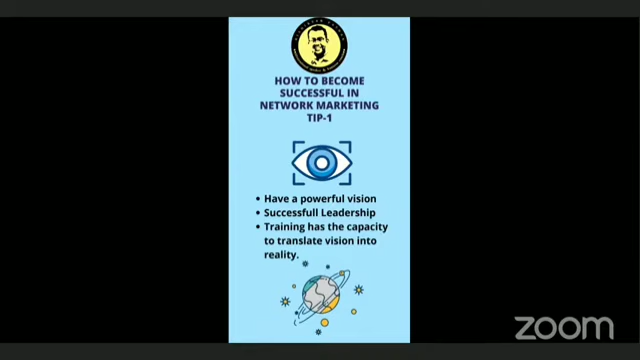 HOW TO BECOME
SUCCESSFUL IN
NETWORK MARKETING
TIP-1
• Have a powerful vision
• Successfull Leadership
• Training has the capacity
to translate vision into
reality.
zoom